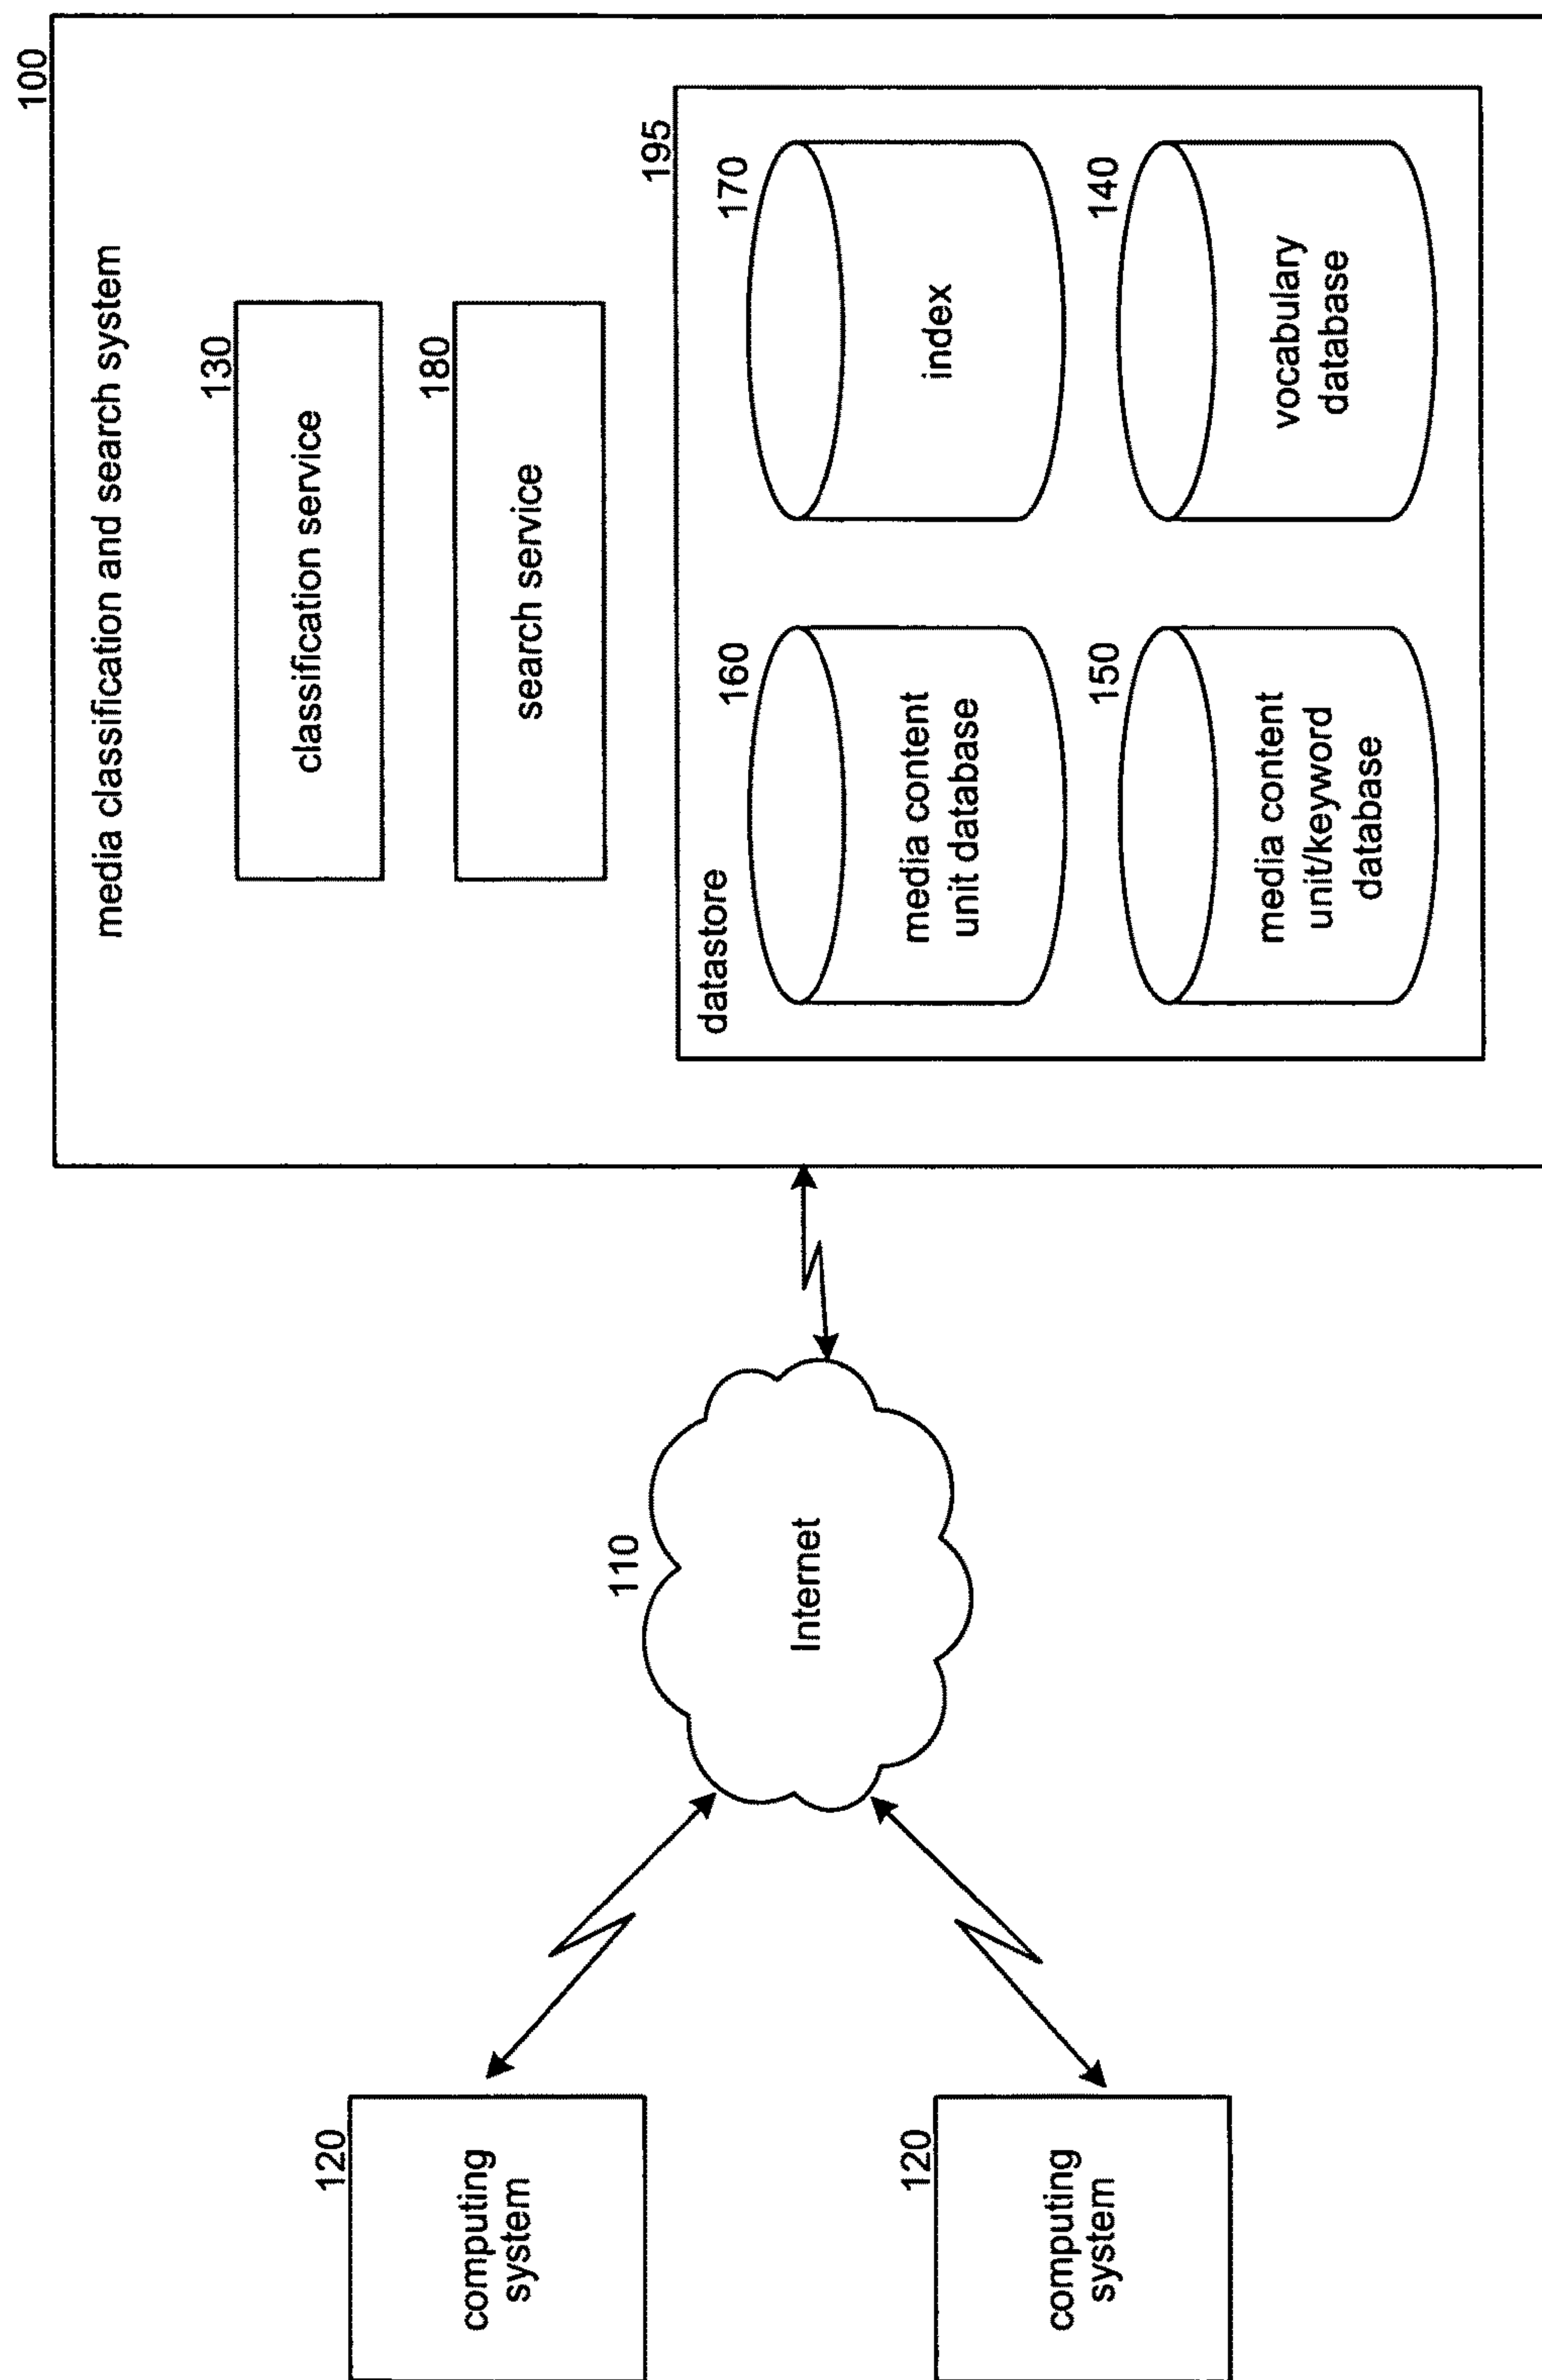 100
media classification and search system
130
classification service
180
search service
195
datastore
160
media content
unit database
170
index
150
media content
unit/keyword
database
140
vocabulary
database
110
Internet
120
computing
system
120
computing
system